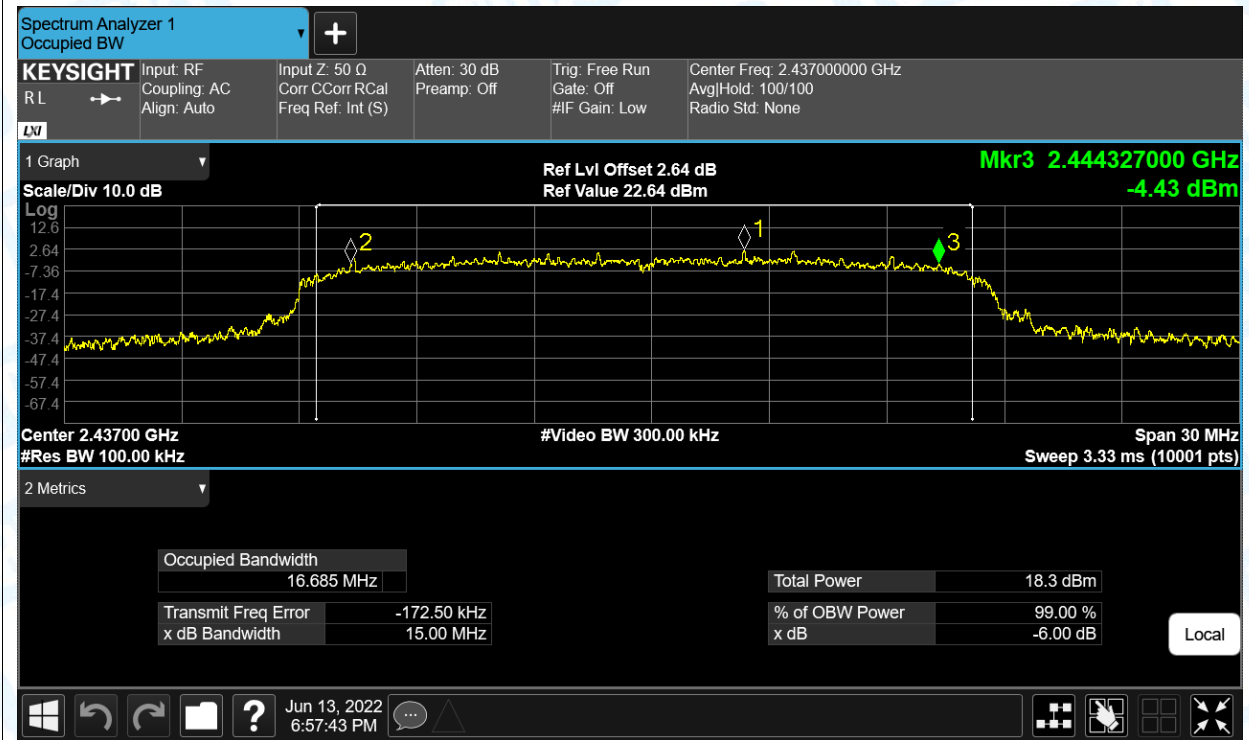 Spectrum Analyzer 1
Occupied BW
KEYSIGHT
R L
LXI
Input: RF
Coupling: AC
Align: Auto
Input Z: 50 Ω
Corr CCorr RCal
Freq Ref: Int (S)
Atten: 30 dB
Preamp: Off
Trig: Free Run
Gate: Off
#IF Gain: Low
Center Freq: 2.437000000 GHz
Avg|Hold: 100/100
Radio Std: None
1 Graph
Scale/Div 10.0 dB
Ref Lvl Offset 2.64 dB
Ref Value 22.64 dBm
Mkr3 2.444327000 GHz
-4.43 dBm
Log
12.6
2.64
-7.36
-17.4
-27.4
-37.4
-47.4
-57.4
-67.4
2
1
3
Center 2.43700 GHz
#Res BW 100.00 kHz
#Video BW 300.00 kHz
Span 30 MHz
Sweep 3.33 ms (10001 pts)
2 Metrics
Occupied Bandwidth
16.685 MHz
Transmit Freq Error -172.50 kHz
x dB Bandwidth 15.00 MHz
Total Power 18.3 dBm
% of OBW Power 99.00 %
x dB -6.00 dB
Local
?
Jun 13, 2022
6:57:43 PM